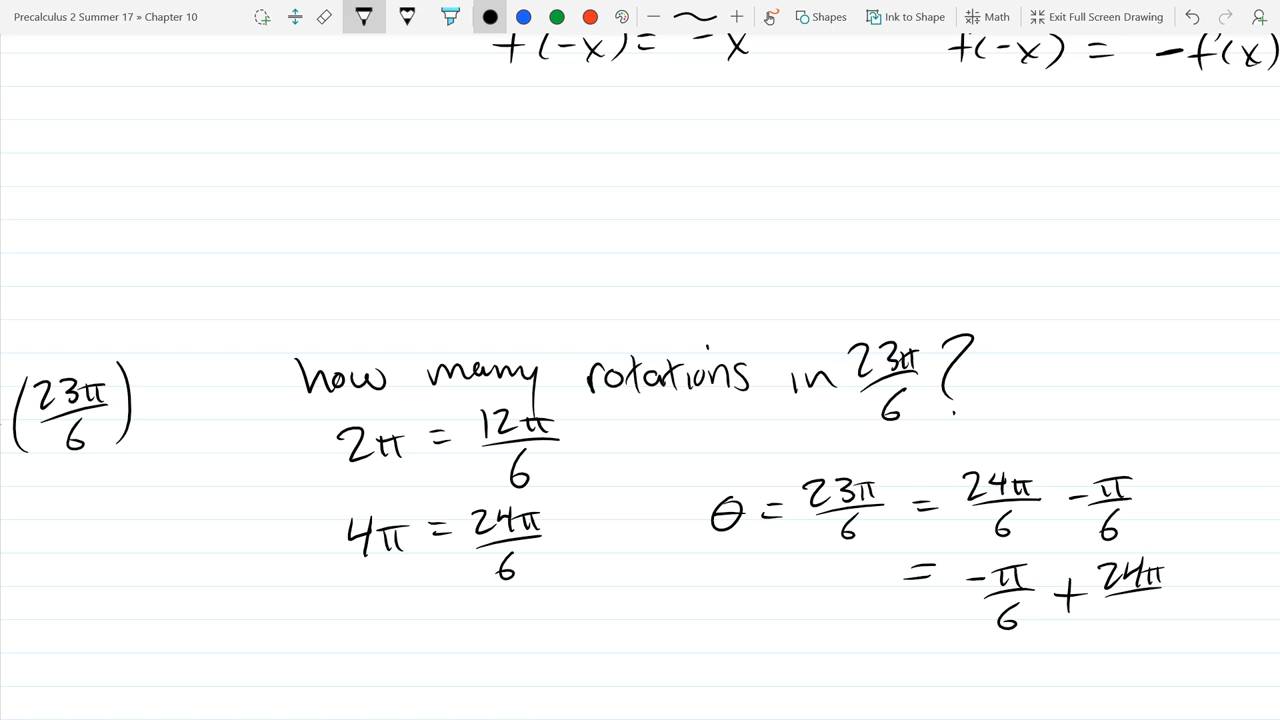 Precalculus 2 Summer 17 » Chapter 10
Shapes
Ink to Shape
Math
Exit Full Screen Drawing
f(-x) = -x
f(-x) = -f(x)
(23π/6)
how many rotations in 23π/6 ?
2π = 12π/6
4π = 24π/6
θ = 23π/6 = 24π/6 - π/6
= -π/6 + 24π